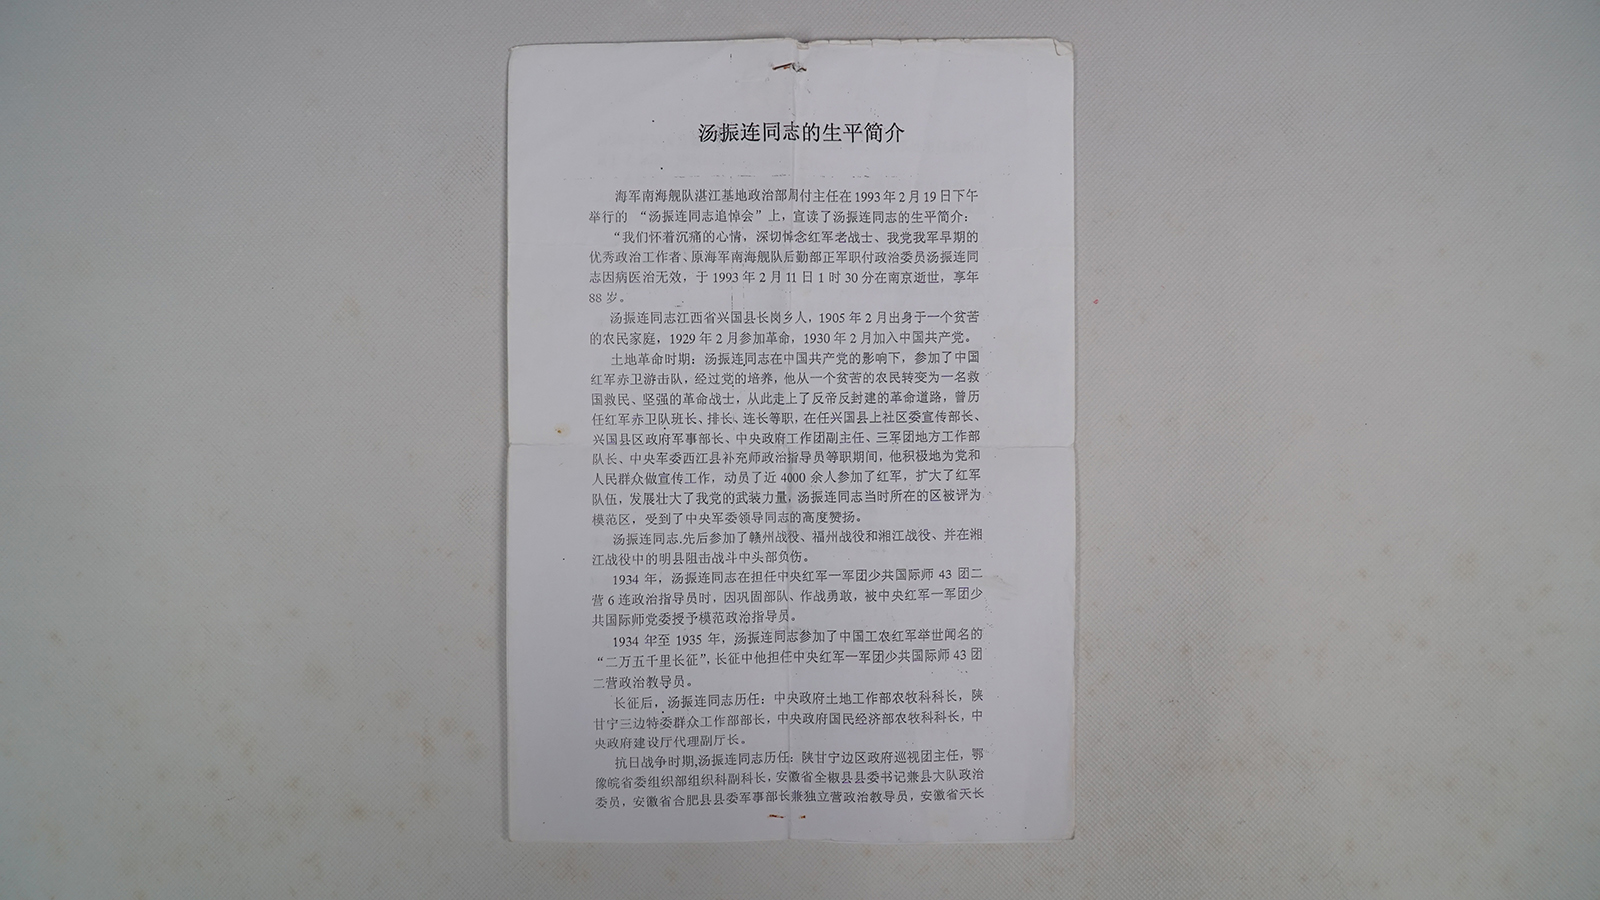 汤振连同志的生平简介
海军南海舰队湛江基地政治部周付主任在1993年2月19日下午
举行的 “汤振连同志追悼会”上，宣读了汤振连同志的生平简介：
“我们怀着沉痛的心情，深切悼念红军老战士、我党我军早期的
优秀政治工作者、原海军南海舰队后勤部正军职付政治委员汤振连同
志因病医治无效，于1993年2月11日1时30分在南京逝世，享年
88岁。
汤振连同志江西省兴国县长岗乡人，1905年2月出身于一个贫苦
的农民家庭，1929年2月参加革命，1930年2月加入中国共产党。
土地革命时期：汤振连同志在中国共产党的影响下，参加了中国
红军赤卫游击队，经过党的培养，他从一个贫苦的农民转变为一名救
国救民、坚强的革命战士，从此走上了反帝反封建的革命道路，曾历
任红军赤卫队班长、排长、连长等职，在任兴国县上社区委宣传部长、
兴国县区政府军事部长、中央政府工作团副主任、三军团地方工作部
队长、中央军委西江县补充师政治指导员等职期间，他积极地为党和
人民群众做宣传工作，动员了近4000余人参加了红军，扩大了红军
队伍，发展壮大了我党的武装力量，汤振连同志当时所在的区被评为
模范区，受到了中央军委领导同志的高度赞扬。
汤振连同志先后参加了赣州战役、福州战役和湘江战役、并在湘
江战役中的明县阻击战斗中头部负伤。
1934年，汤振连同志在担任中央红军一军团少共国际师43团二
营6连政治指导员时，因巩固部队、作战勇敢，被中央红军一军团少
共国际师党委授予模范政治指导员。
1934年至1935年，汤振连同志参加了中国工农红军举世闻名的
“二万五千里长征”，长征中他担任中央红军一军团少共国际师43团
二营政治教导员。
长征后，汤振连同志历任：中央政府土地工作部农牧科科长，陕
甘宁三边特委群众工作部部长，中央政府国民经济部农牧科科长，中
央政府建设厅代理副厅长。
抗日战争时期,汤振连同志历任：陕甘宁边区政府巡视团主任，鄂
豫皖省委组织部组织科副科长，安徽省全椒县县委书记兼县大队政治
委员，安徽省合肥县县委军事部长兼独立营政治教导员，安徽省天长